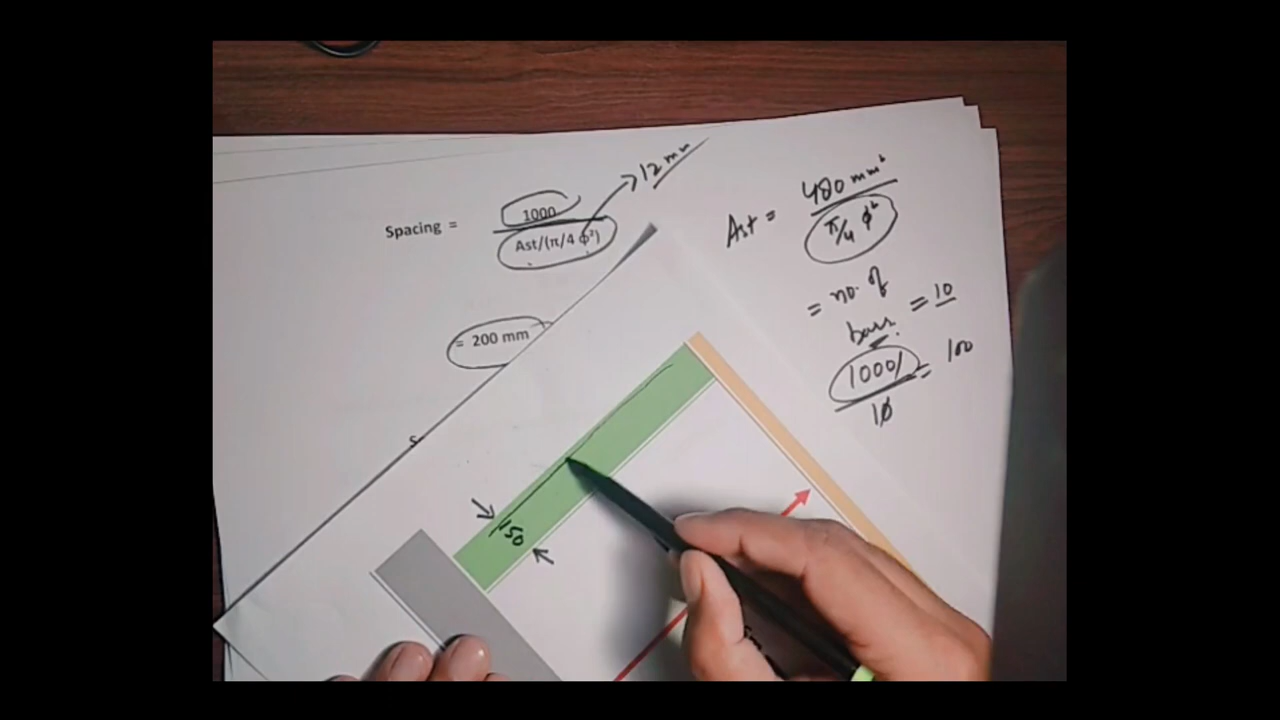 12 mm
Spacing = 1000
Ast/(π/4 ϕ²)
= 200 mm
Ast = 480 mm²
π/4 ϕ²
= no. of
bars. = 10
1000/ = 100
10
150